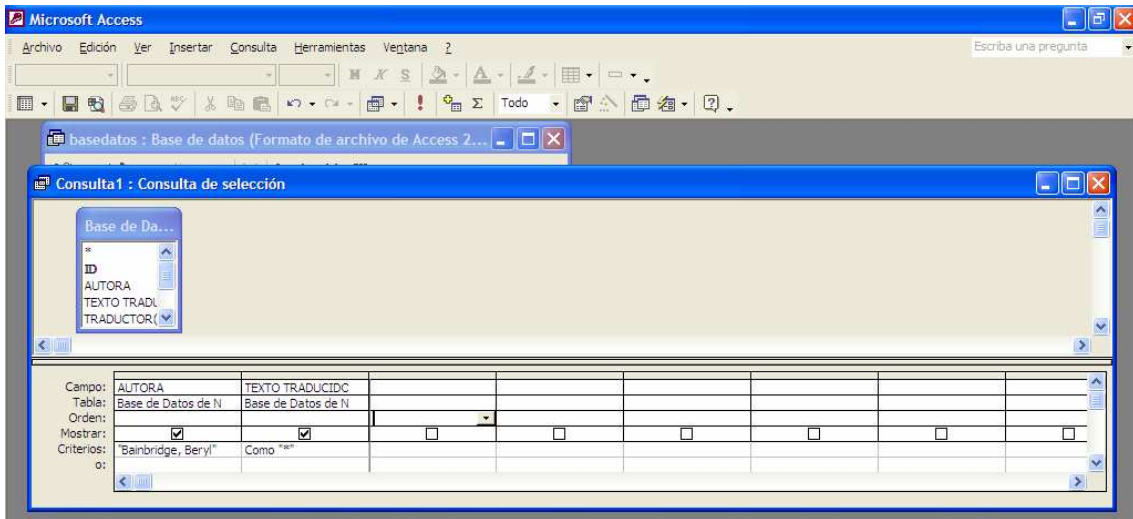 Microsoft Access
Archivo Edición Ver Insertar Consulta Herramientas Ventana ?
Escriba una pregunta
N K S
Todo
basedatos : Base de datos (Formato de archivo de Access 2...
Consulta1 : Consulta de selección
Base de Da...
*
ID
AUTORA
TEXTO TRADU
TRADUCTOR(
Campo: AUTORA TEXTO TRADUCIDO
Tabla: Base de Datos de N Base de Datos de N
Orden:
Mostrar:
Criterios: "Bainbridge, Beryl" Como "*"
o: